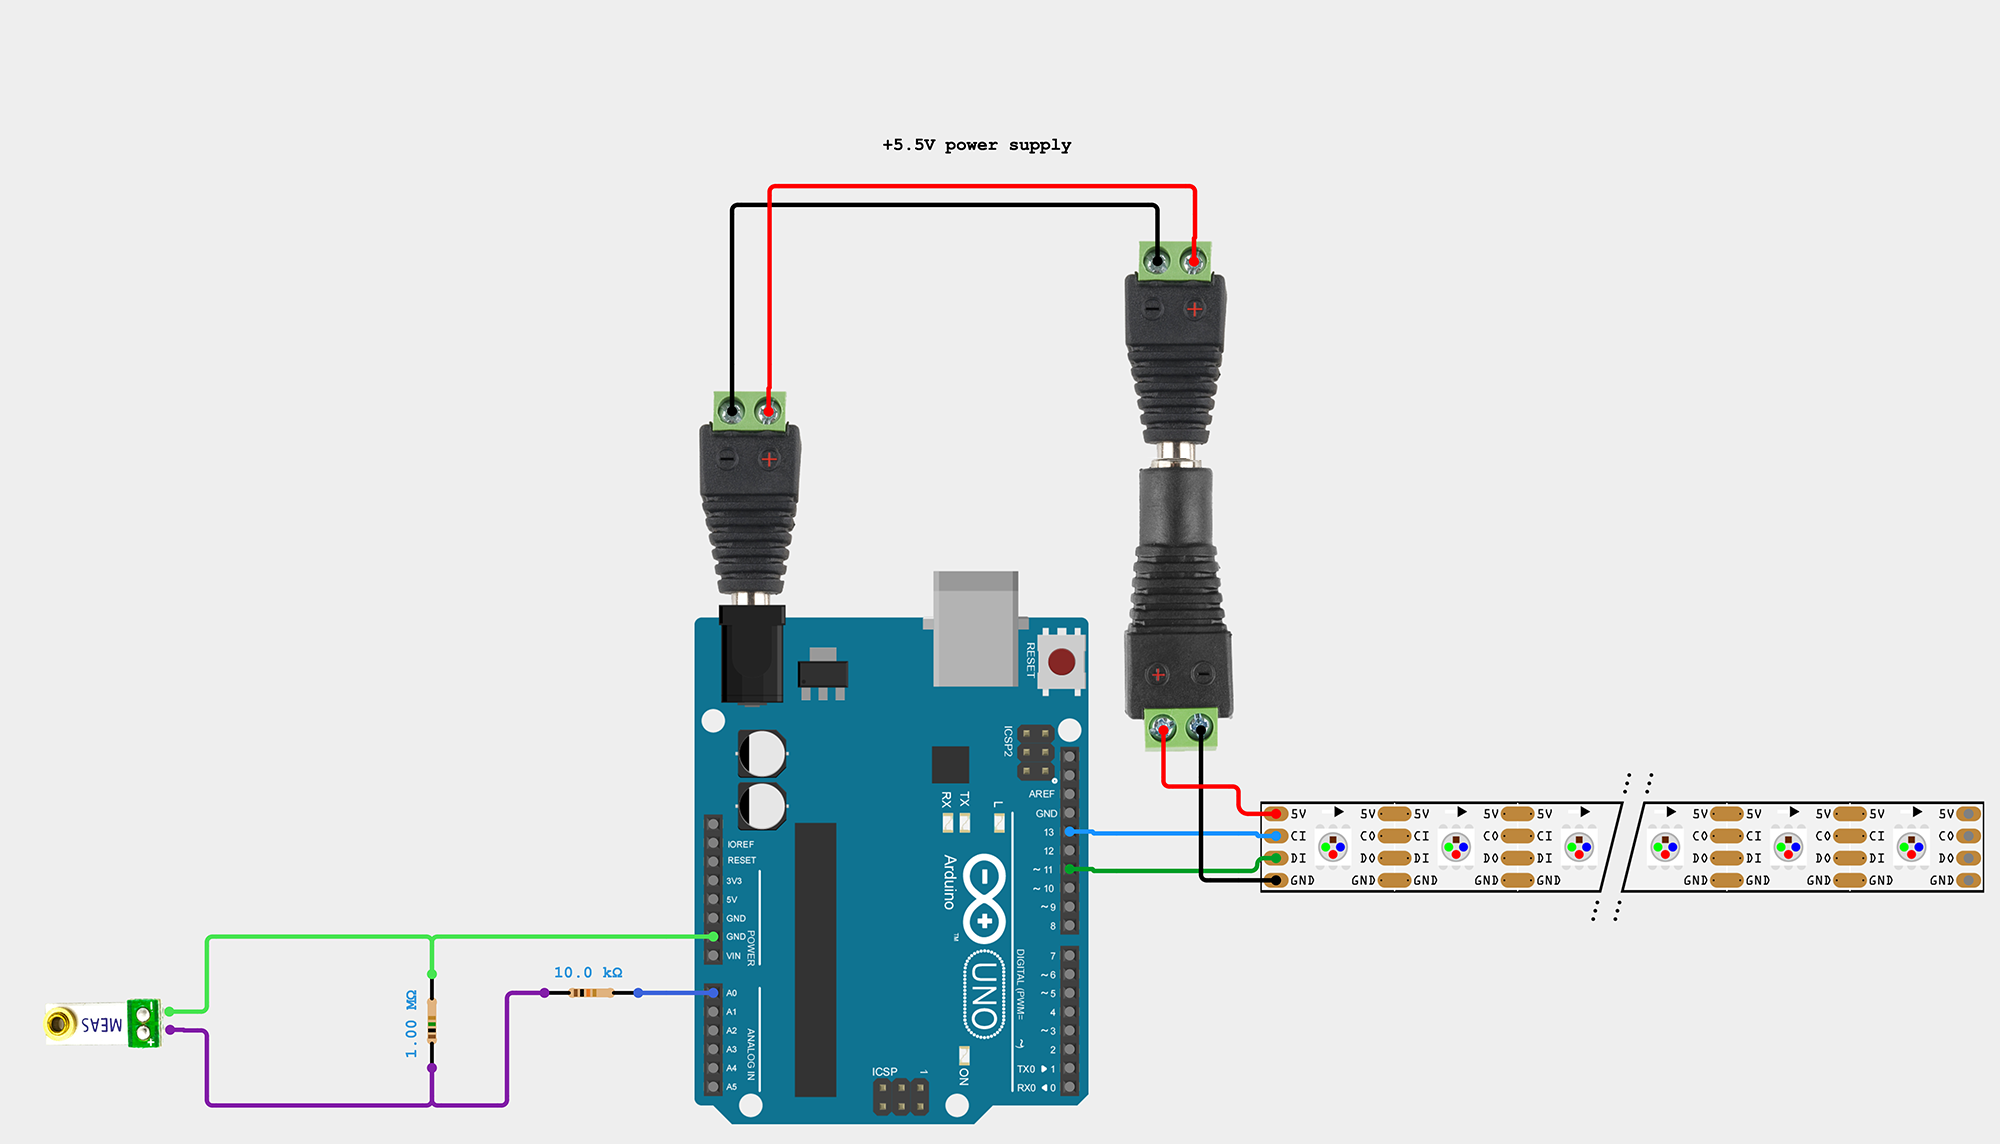 +5.5V power supply
− +
− +
+ −
RESET
ICSP2
AREF
GND
13
12
~ 11
~ 10
~ 9
8
7
~ 6
~ 5
4
~ 3
2
TX0 ▶ 1
RX0 ◀ 0
DIGITAL (PWM= ~)
RX
TX
L
Arduino
TM
UNO
ON
ICSP
1
IOREF
RESET
3V3
5V
GND
GND
VIN
POWER
A0
A1
A2
A3
A4
A5
ANALOG IN
10.0 kΩ
1.00 MΩ
MEAS
− +
5V 5V 5V 5V 5V 5V 5V 5V 5V 5V
CI CO CI CO CI CO CI CO CI CO
DI DO DI DO DI DO DI DO DI DO
GND GND GND GND GND GND GND GND GND GND